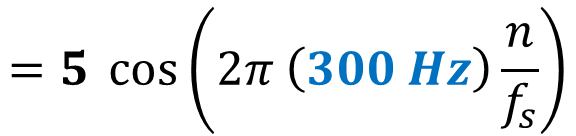 = 5 cos(2π (300 Hz) n/fₛ)